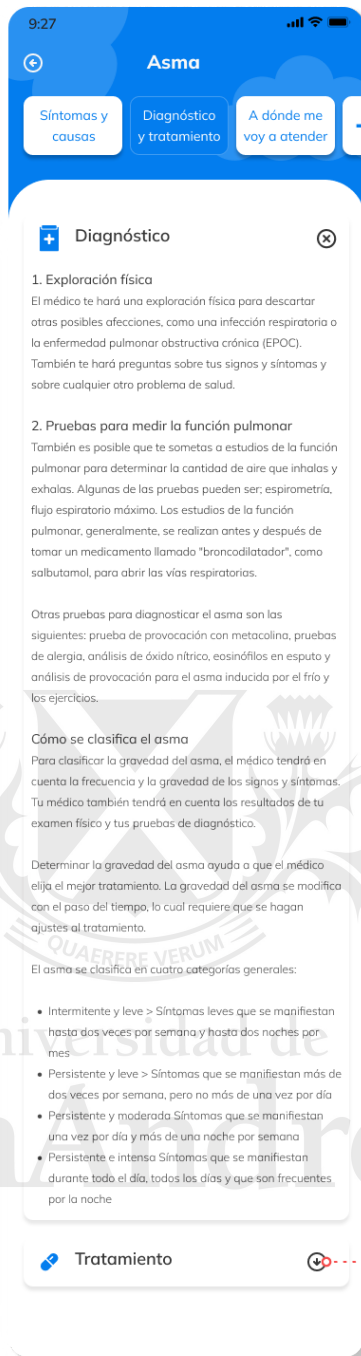 9:27
Asma
Síntomas y
causas
Diagnóstico
y tratamiento
A dónde me
voy a atender
Diagnóstico
1. Exploración física
El médico te hará una exploración física para descartar
otras posibles afecciones, como una infección respiratoria o
la enfermedad pulmonar obstructiva crónica (EPOC).
También te hará preguntas sobre tus signos y síntomas y
sobre cualquier otro problema de salud.
2. Pruebas para medir la función pulmonar
También es posible que te sometas a estudios de la función
pulmonar para determinar la cantidad de aire que inhalas y
exhalas. Algunas de las pruebas pueden ser; espirometría,
flujo espiratorio máximo. Los estudios de la función
pulmonar, generalmente, se realizan antes y después de
tomar un medicamento llamado "broncodilatador", como
salbutamol, para abrir las vías respiratorias.
Otras pruebas para diagnosticar el asma son las
siguientes: prueba de provocación con metacolina, pruebas
de alergia, análisis de óxido nítrico, eosinófilos en esputo y
análisis de provocación para el asma inducida por el frío y
los ejercicios.
Cómo se clasifica el asma
Para clasificar la gravedad del asma, el médico tendrá en
cuenta la frecuencia y la gravedad de los signos y síntomas.
Tu médico también tendrá en cuenta los resultados de tu
examen físico y tus pruebas de diagnóstico.
Determinar la gravedad del asma ayuda a que el médico
elija el mejor tratamiento. La gravedad del asma se modifica
con el paso del tiempo, lo cual requiere que se hagan
ajustes al tratamiento.
QUAERERE VERUM
El asma se clasifica en cuatro categorías generales:
• Intermitente y leve > Síntomas leves que se manifiestan
hasta dos veces por semana y hasta dos noches por
mes
niversidad de
• Persistente y leve > Síntomas que se manifiestan más de
dos veces por semana, pero no más de una vez por día
• Persistente y moderada Síntomas que se manifiestan
una vez por día y más de una noche por semana
nAndré
• Persistente e intensa Síntomas que se manifiestan
durante todo el día, todos los días y que son frecuentes
por la noche
Tratamiento